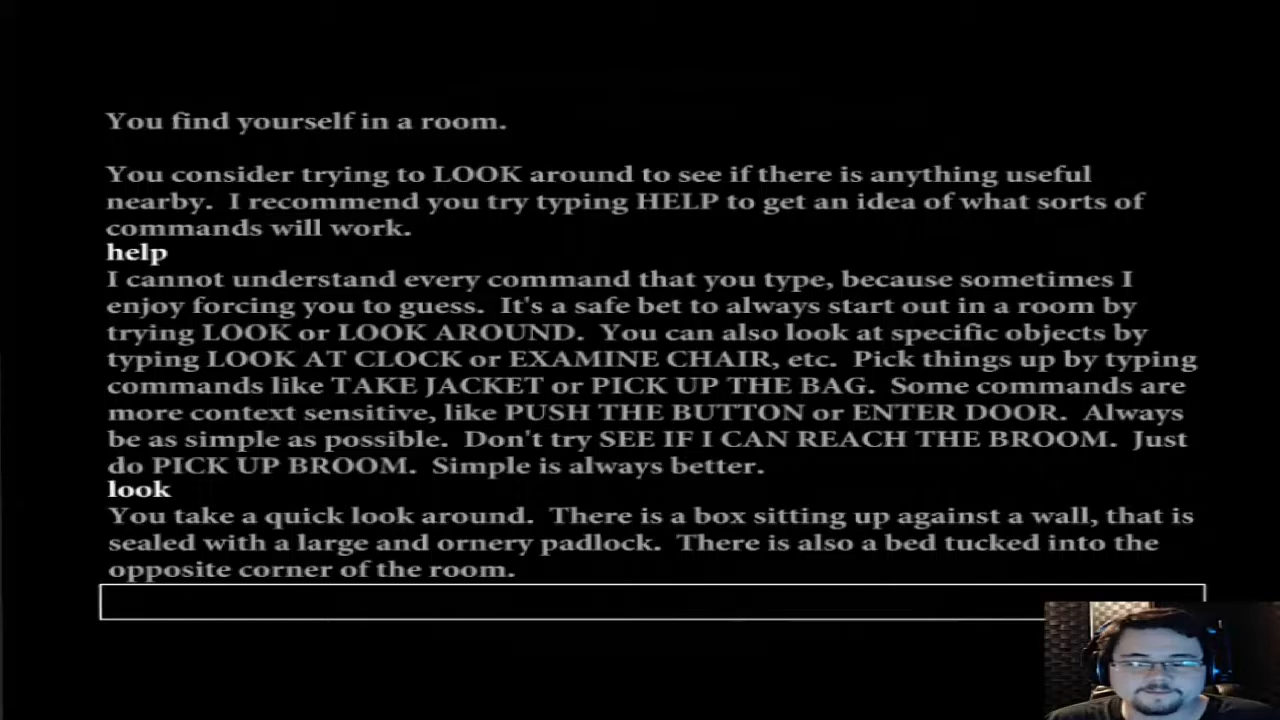 You find yourself in a room.
You consider trying to LOOK around to see if there is anything useful
nearby.  I recommend you try typing HELP to get an idea of what sorts of
commands will work.
help
I cannot understand every command that you type, because sometimes I
enjoy forcing you to guess.  It's a safe bet to always start out in a room by
trying LOOK or LOOK AROUND.  You can also look at specific objects by
typing LOOK AT CLOCK or EXAMINE CHAIR, etc.  Pick things up by typing
commands like TAKE JACKET or PICK UP THE BAG.  Some commands are
more context sensitive, like PUSH THE BUTTON or ENTER DOOR.  Always
be as simple as possible.  Don't try SEE IF I CAN REACH THE BROOM.  Just
do PICK UP BROOM.  Simple is always better.
look
You take a quick look around.  There is a box sitting up against a wall, that is
sealed with a large and ornery padlock.  There is also a bed tucked into the
opposite corner of the room.